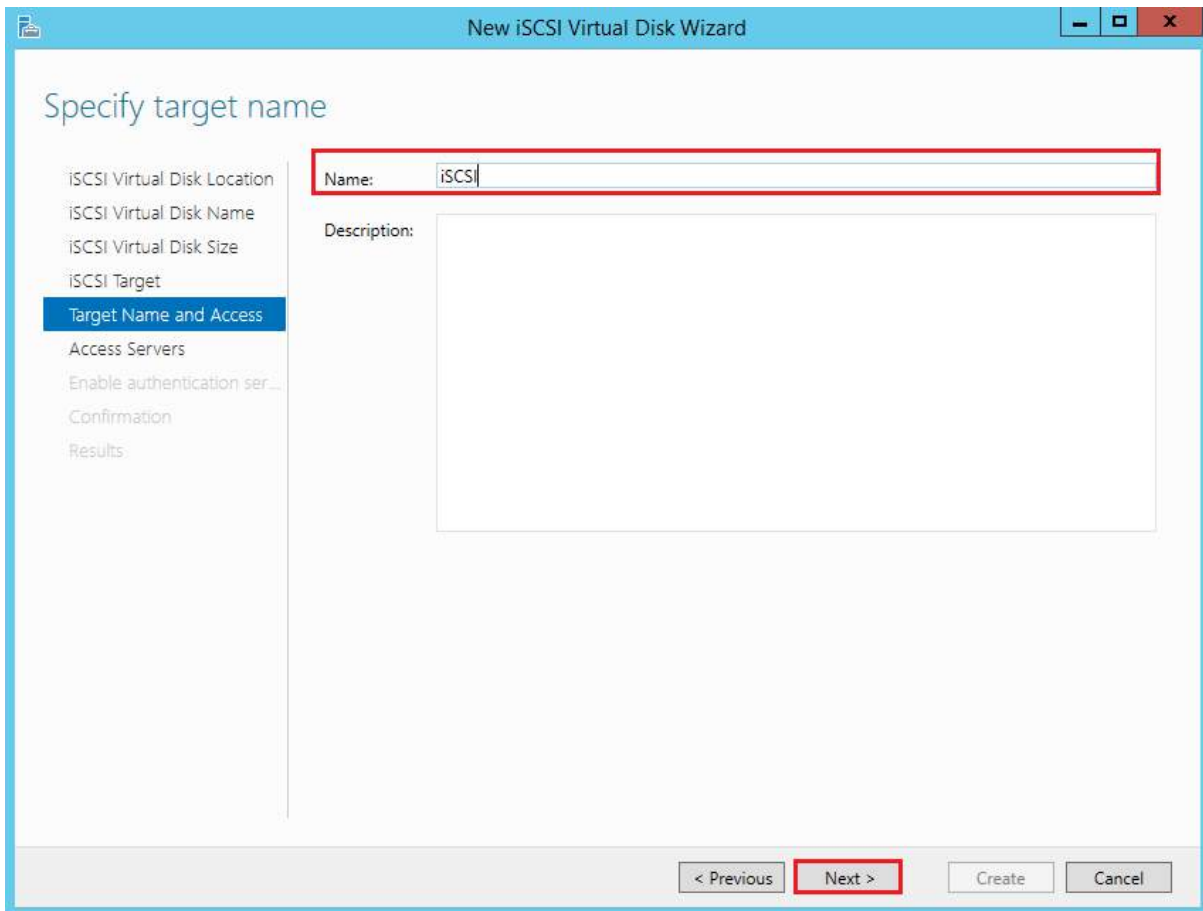 New iSCSI Virtual Disk Wizard
Specify target name
iSCSI Virtual Disk Location
iSCSI Virtual Disk Name
iSCSI Virtual Disk Size
iSCSI Target
Target Name and Access
Access Servers
Enable authentication ser...
Confirmation
Results
Name: iSCSI
Description:
< Previous Next > Create Cancel